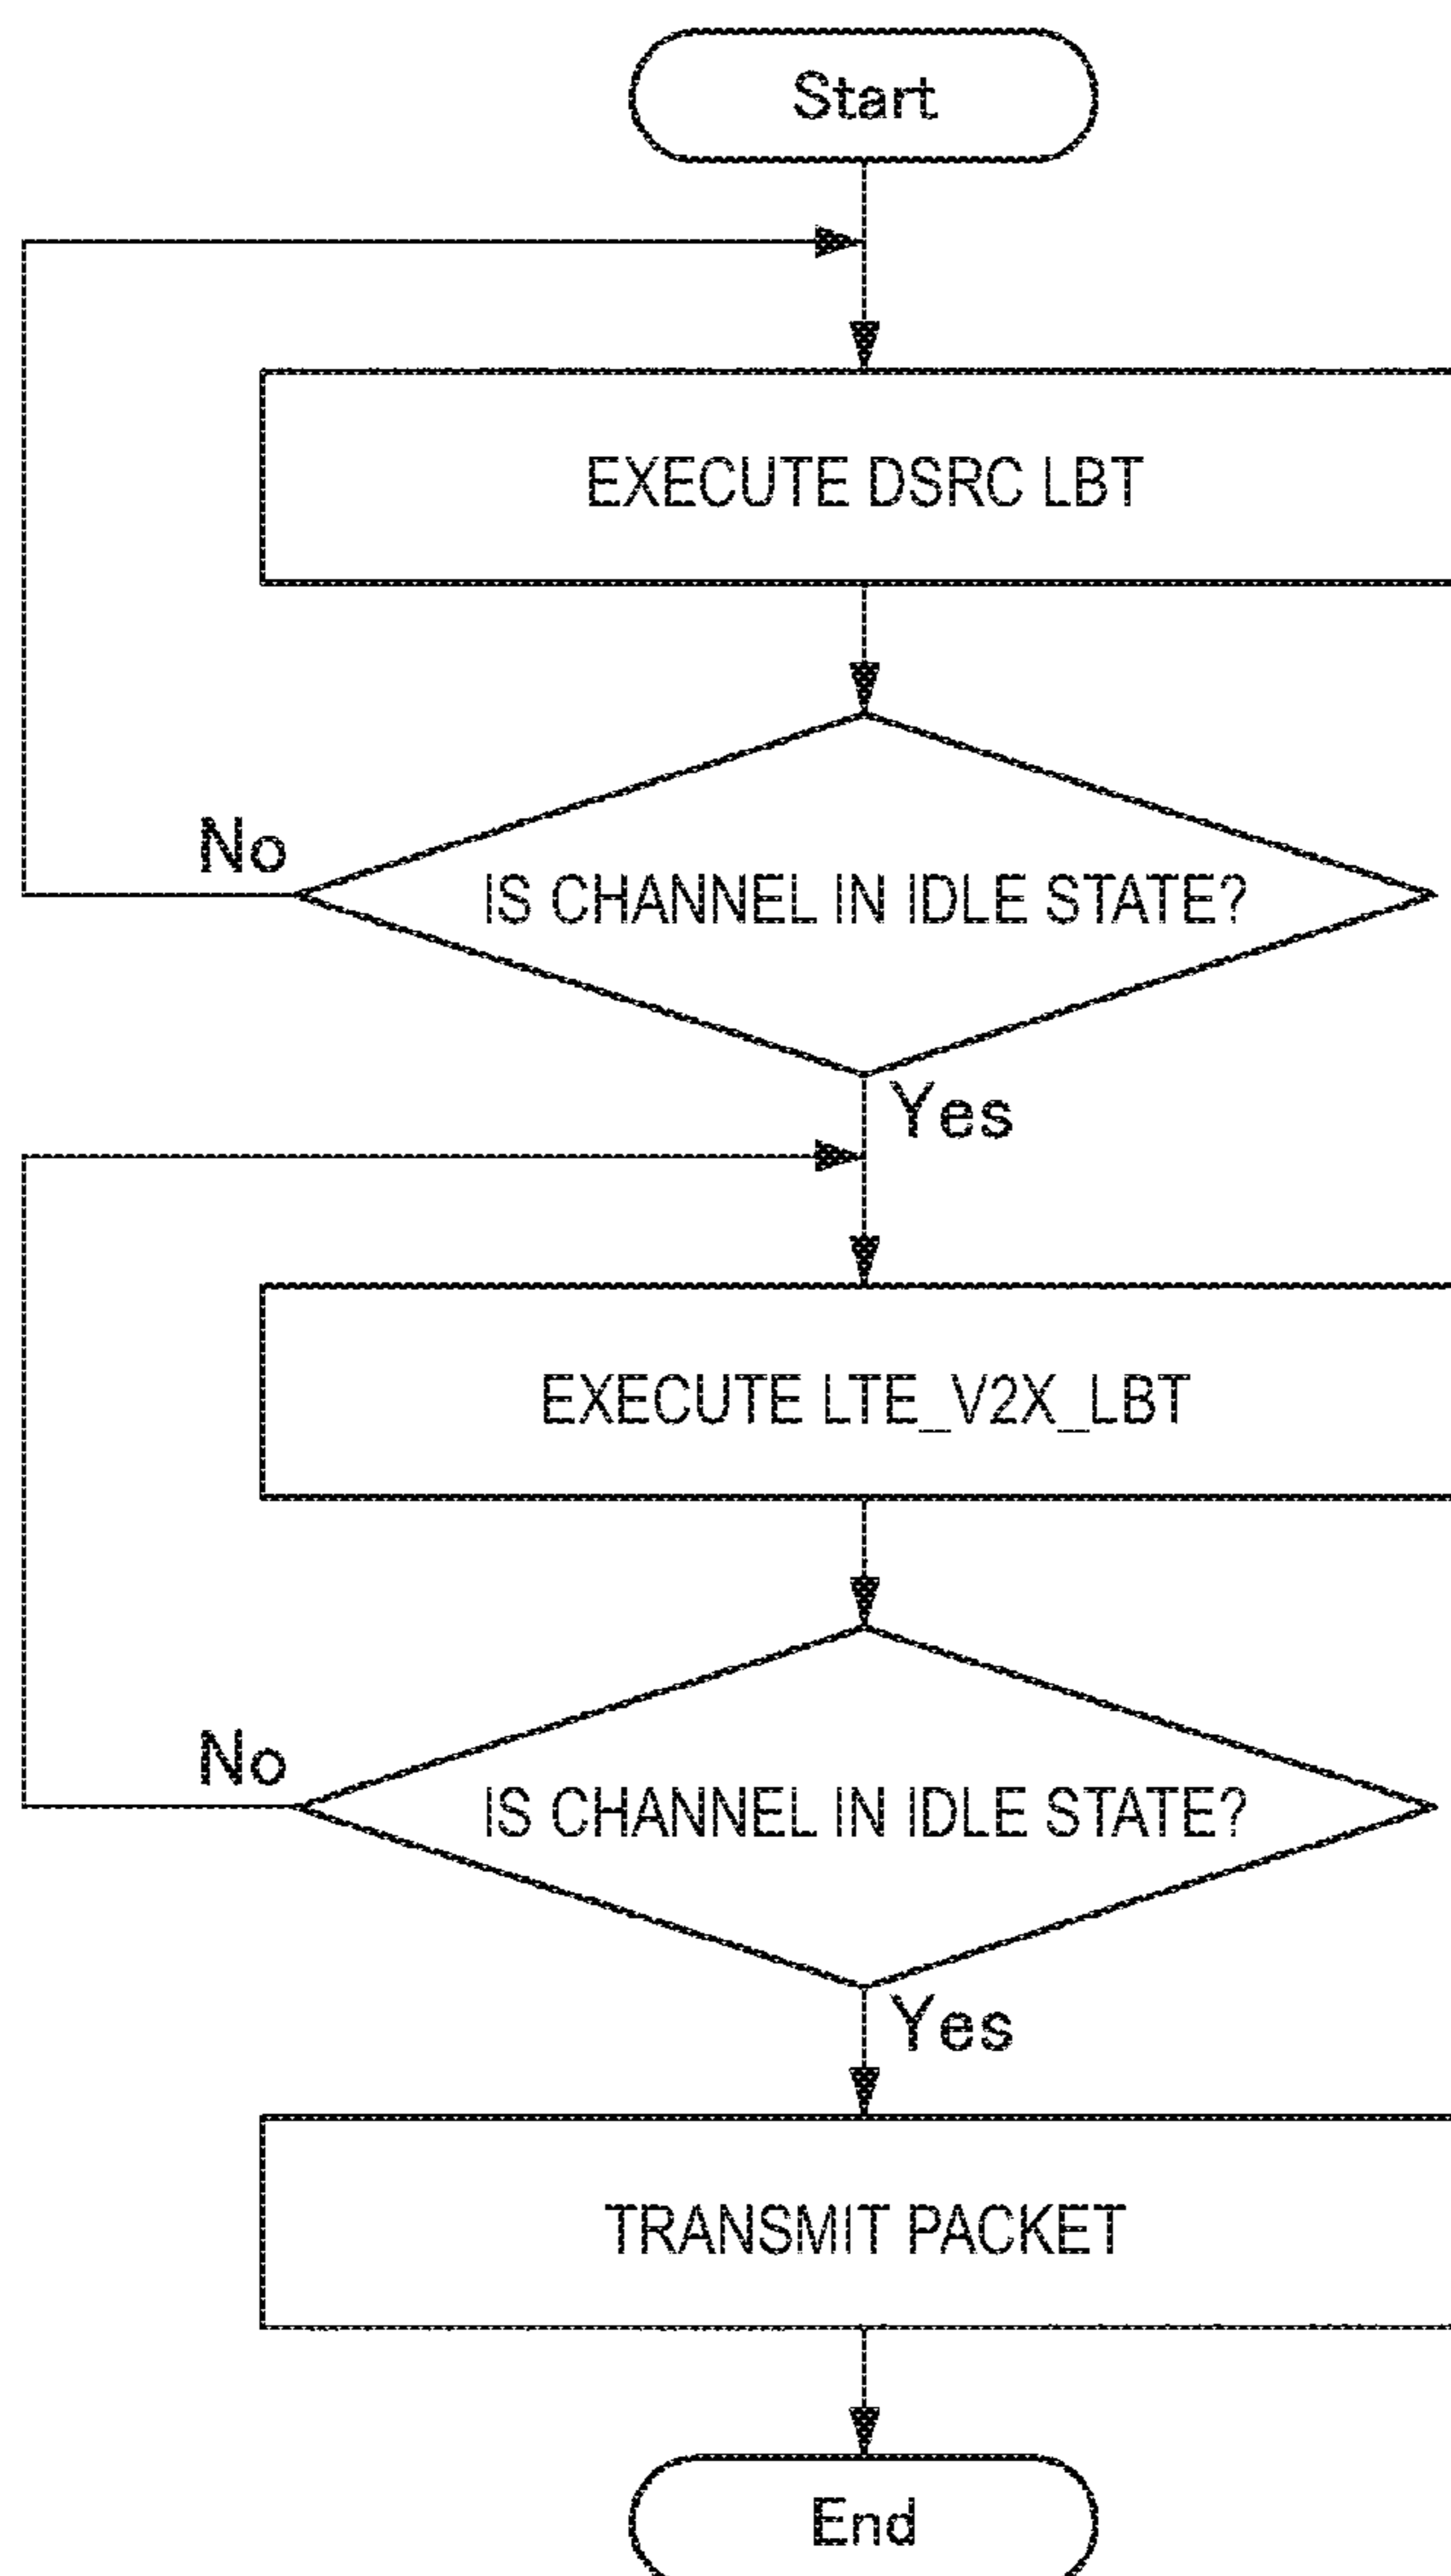 Start
EXECUTE DSRC LBT
No
IS CHANNEL IN IDLE STATE?
Yes
EXECUTE LTE_V2X_LBT
No
IS CHANNEL IN IDLE STATE?
Yes
TRANSMIT PACKET
End